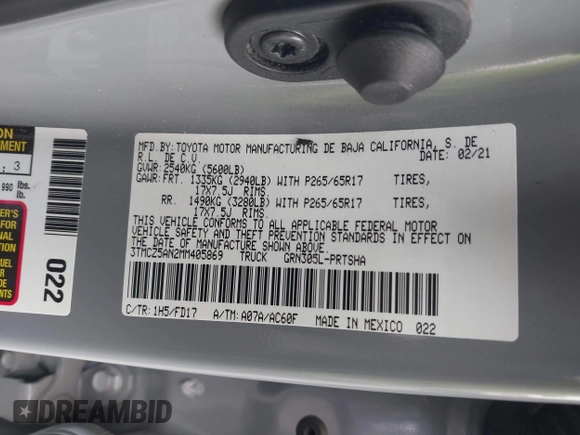 MFD.BY: TOYOTA MOTOR MANUFACTURING DE BAJA CALIFORNIA, S. DE
R.L. DE C.V. DATE: 02/21
GVWR: 2540KG (5600LB)
GAWR: FRT. 1335KG (2940LB) WITH P265/65R17 TIRES,
17X7.5J RIMS
RR. 1490KG (3280LB) WITH P265/65R17 TIRES,
17X7.5J RIMS
THIS VEHICLE CONFORMS TO ALL APPLICABLE FEDERAL MOTOR
VEHICLE SAFETY AND THEFT PREVENTION STANDARDS IN EFFECT ON
THE DATE OF MANUFACTURE SHOWN ABOVE.
3TMCZ5AN2MM405869 TRUCK GRN305L-PRTSHA
C/TR: 1H5/FD17 A/TM: A07A/AC60F MADE IN MEXICO 022
. 3
990 lbs.
lb.
022
DREAMBID